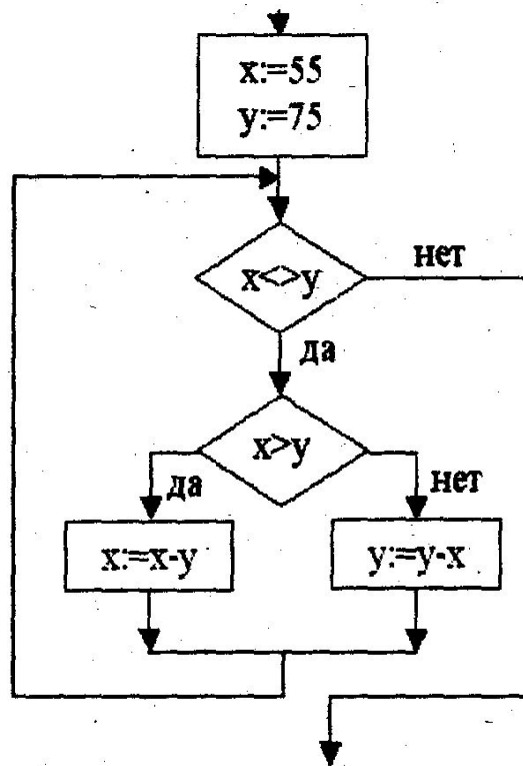 x:=55
y:=75
x<>y
нет
да
x>y
да
нет
x:=x-y
y:=y-x